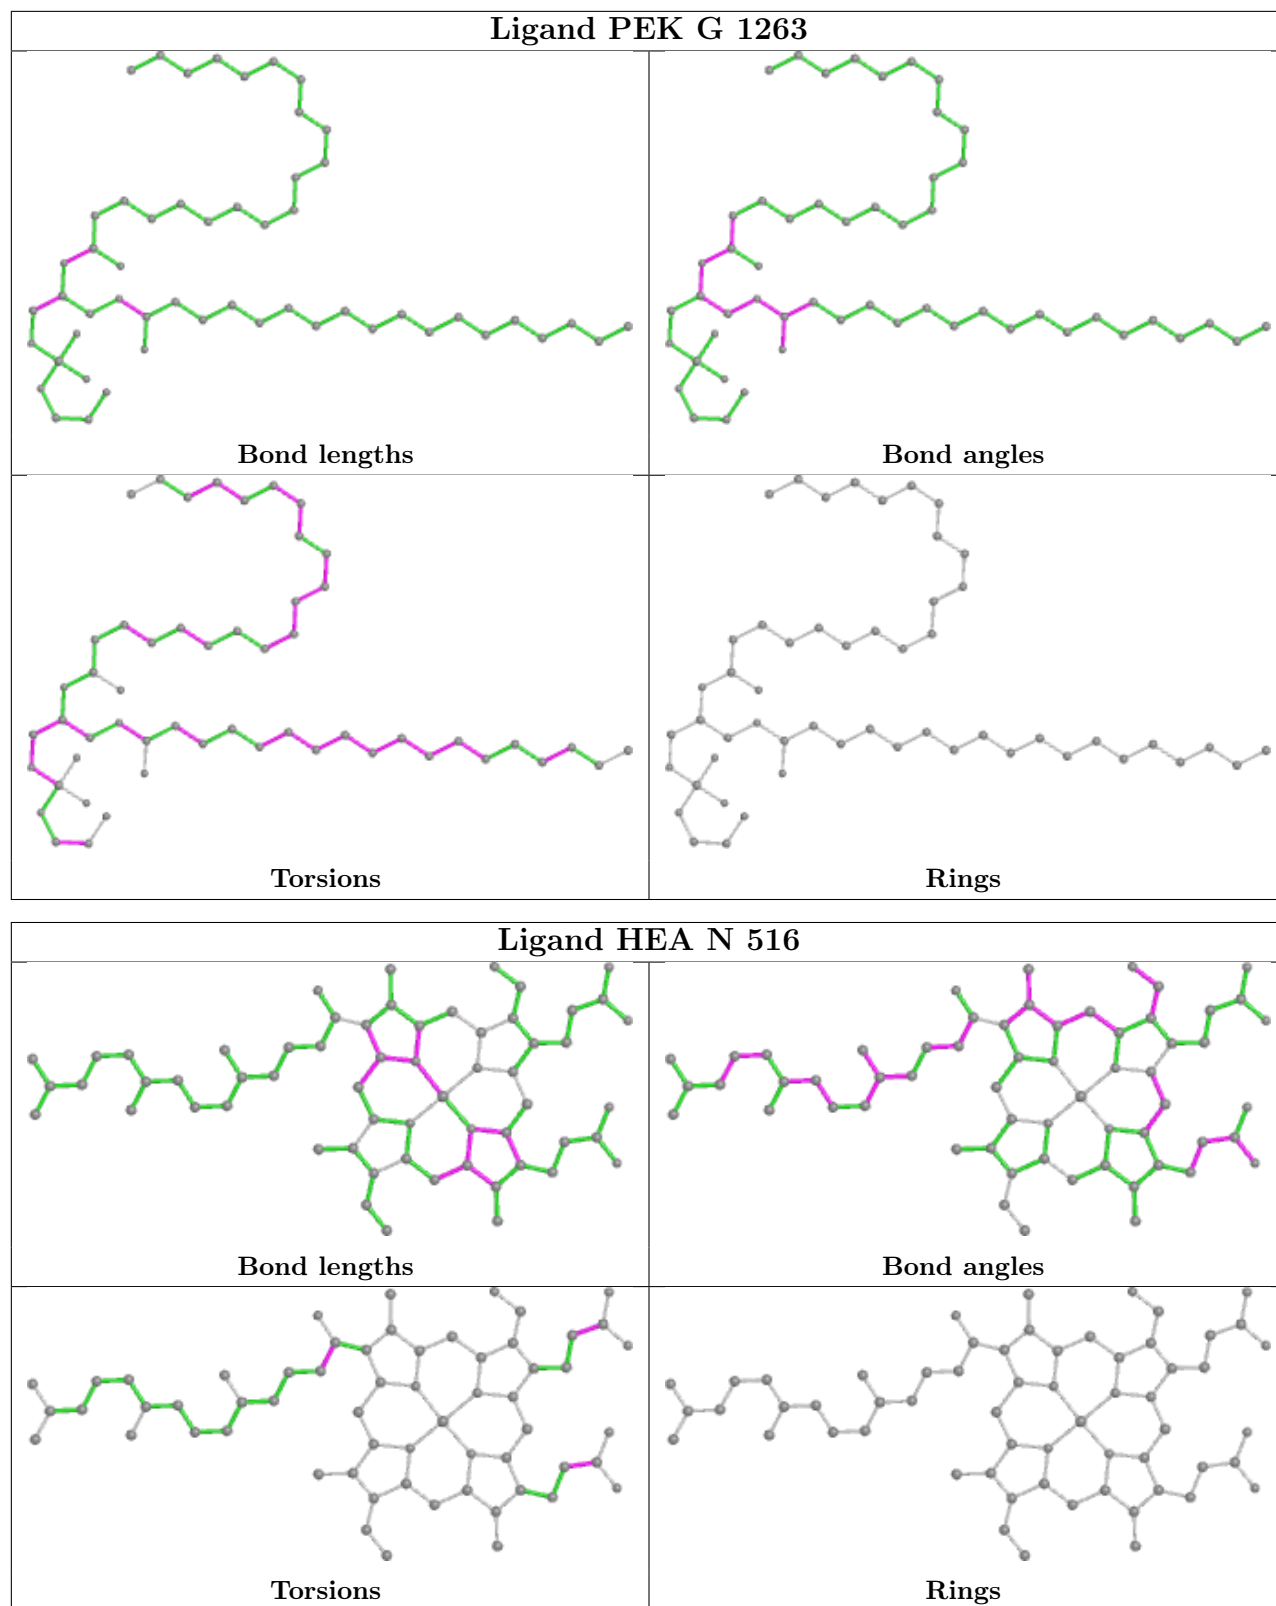 Ligand PEK G 1263
Bond lengths
Bond angles
Torsions
Rings
Ligand HEA N 516
Bond lengths
Bond angles
Torsions
Rings